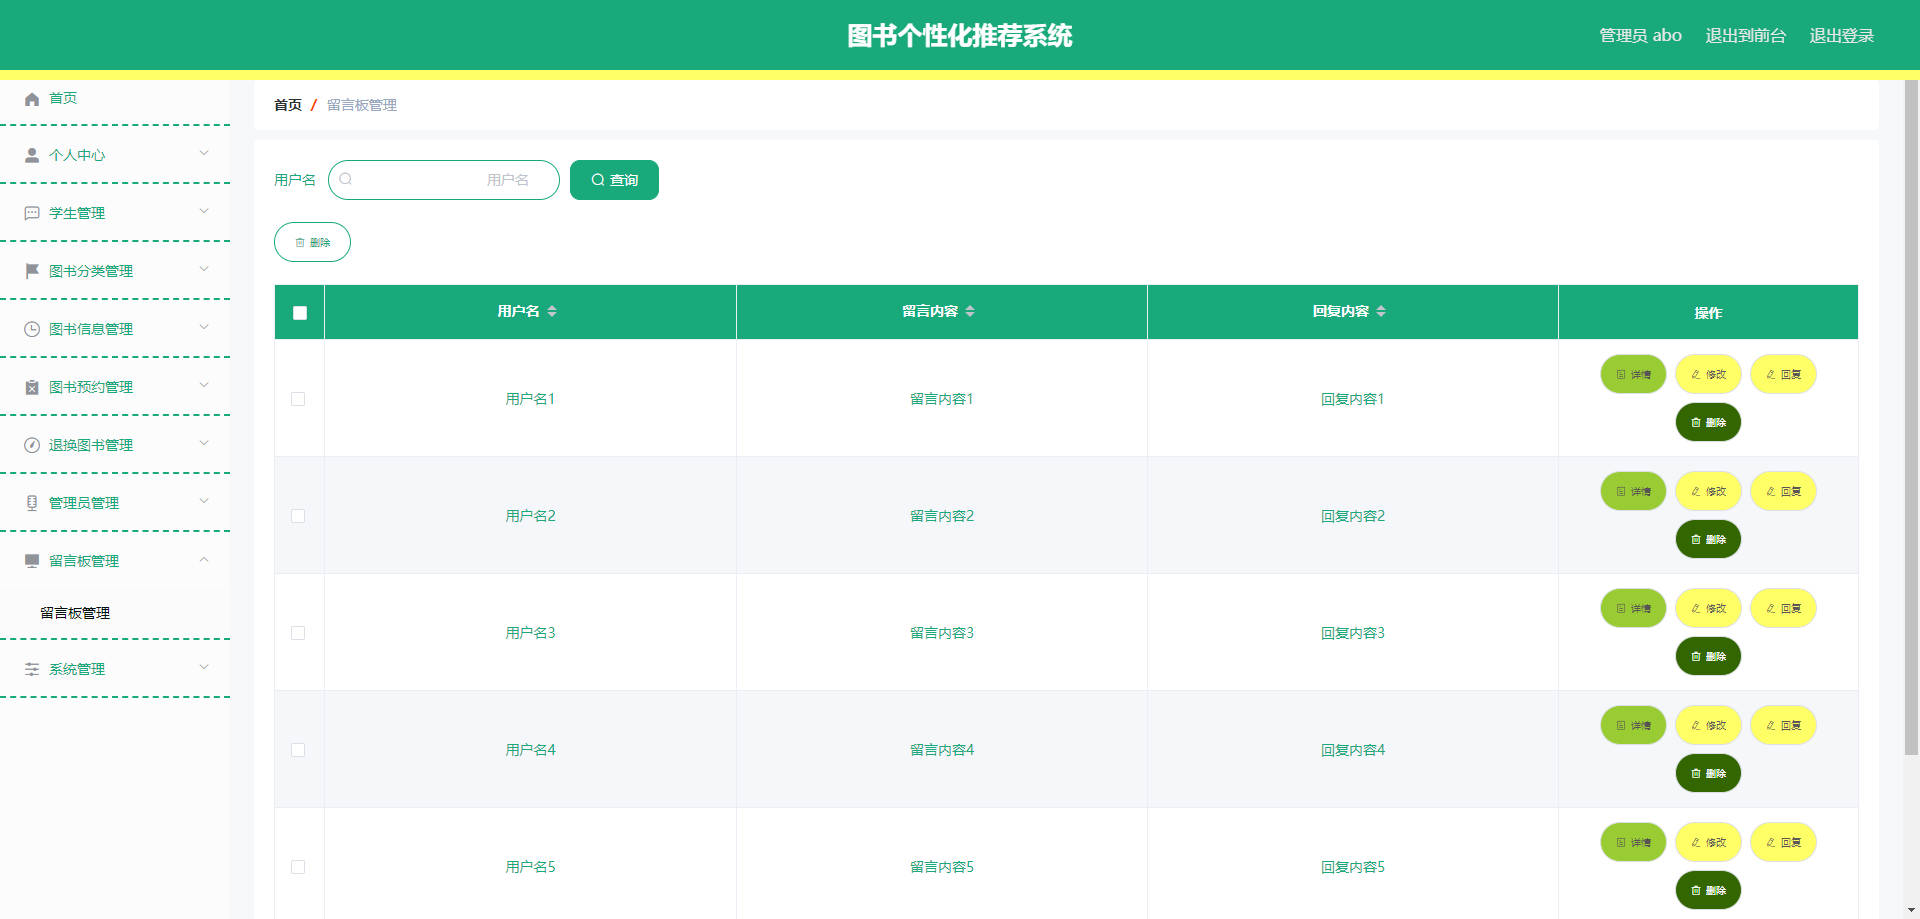 图书个性化推荐系统
管理员 abo 退出到前台 退出登录
首页
个人中心
学生管理
图书分类管理
图书信息管理
图书预约管理
退换图书管理
管理员管理
留言板管理
留言板管理
系统管理
首页 / 留言板管理
用户名 用户名 查询
删除
用户名 留言内容 回复内容 操作
用户名1 留言内容1 回复内容1 详情 修改 回复
删除
用户名2 留言内容2 回复内容2 详情 修改 回复
删除
用户名3 留言内容3 回复内容3 详情 修改 回复
删除
用户名4 留言内容4 回复内容4 详情 修改 回复
删除
用户名5 留言内容5 回复内容5 详情 修改 回复
删除